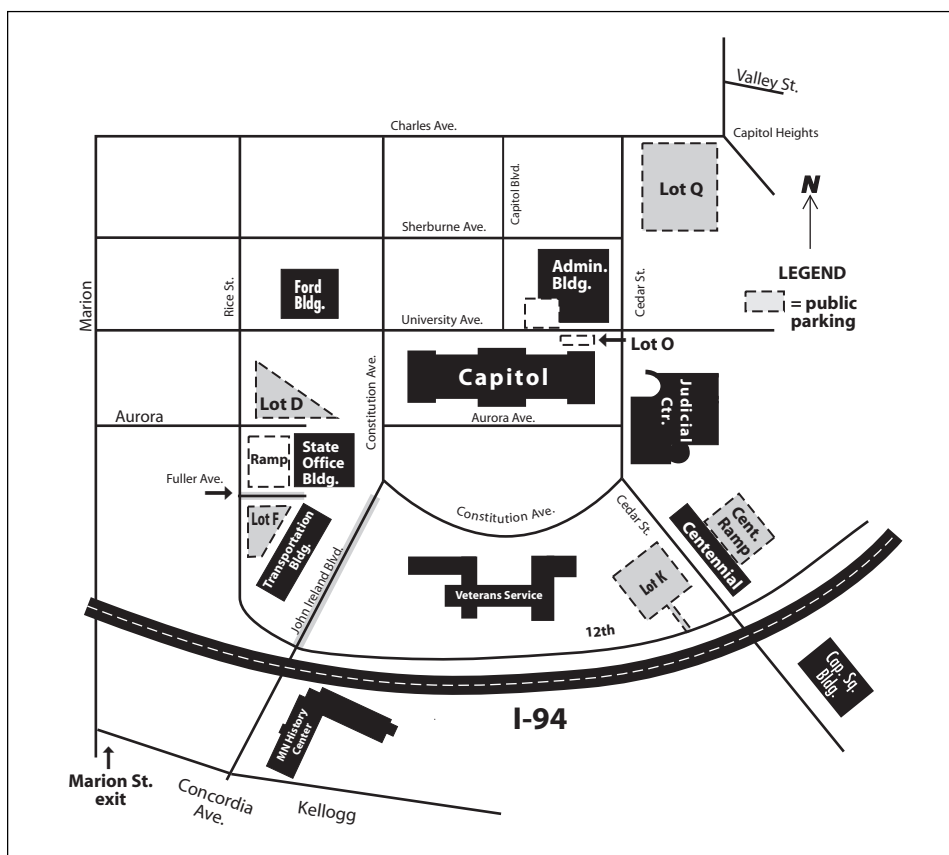 Valley St.
Charles Ave.
Capitol Heights
Capitol Blvd.
Lot Q
N
Sherburne Ave.
Marion
Rice St.
Ford
Bldg.
Admin.
Bldg.
Cedar St.
LEGEND
= public
parking
University Ave.
Lot O
Constitution Ave.
Capitol
Judicial
Ctr.
Lot D
Aurora
Aurora Ave.
Ramp
State
Office
Bldg.
Fuller Ave.
Lot F
Transportation
Bldg.
John Ireland Blvd.
Constitution Ave.
Cedar St.
Cent.
Ramp
Centennial
Lot K
Veterans Service
12th
Cap. Sq.
Bldg.
MN History
Center
I-94
Marion St.
exit
Concordia
Ave.
Kellogg